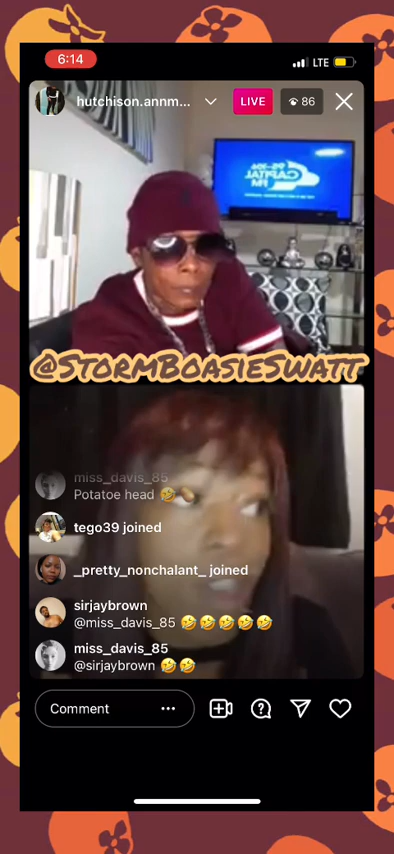 6:14
LTE
hutchison.annm...
LIVE
86
95-106
CAPITAL
FM
@STORMBOASIESWATT
miss_davis_85
Potatoe head 🤣🥔
tego39 joined
_pretty_nonchalant_ joined
sirjaybrown
@miss_davis_85 🤣🤣🤣🤣🤣
miss_davis_85
@sirjaybrown 🤣🤣
Comment